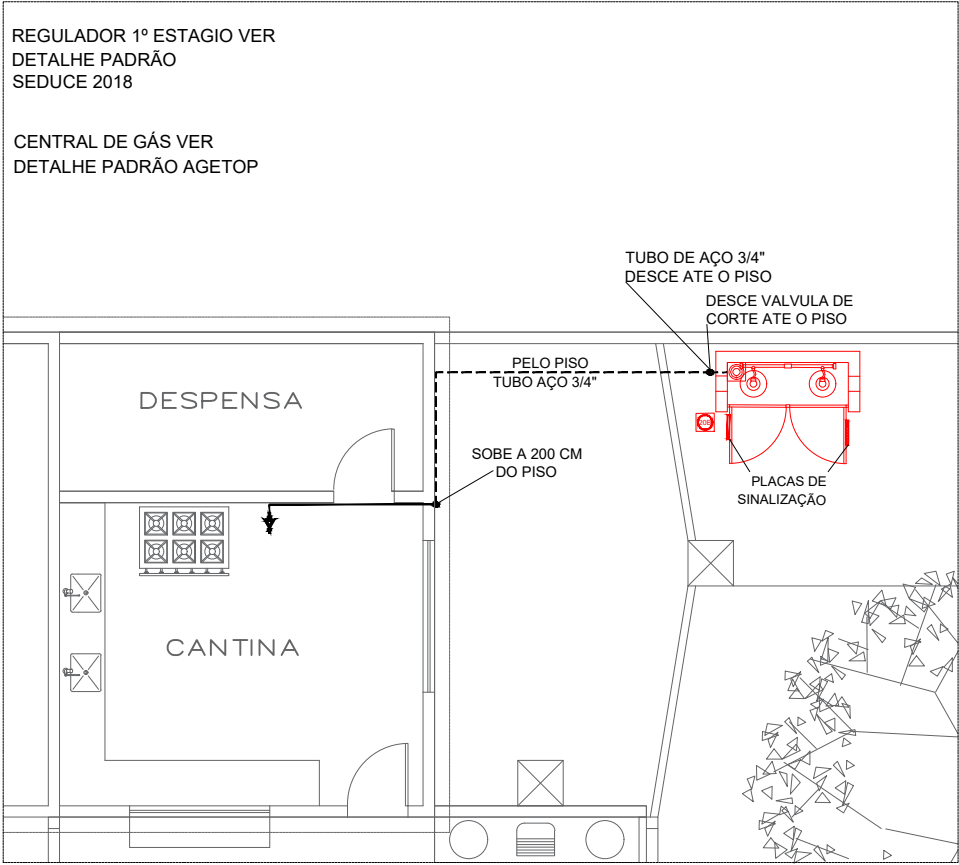 REGULADOR 1º ESTAGIO VER
DETALHE PADRÃO
SEDUCE 2018
CENTRAL DE GÁS VER
DETALHE PADRÃO AGETOP
TUBO DE AÇO 3/4"
DESCE ATE O PISO
DESCE VALVULA DE
CORTE ATE O PISO
PELO PISO
TUBO AÇO 3/4"
DESPENSA
SOBE A 200 CM
DO PISO
PLACAS DE
SINALIZAÇÃO
CANTINA